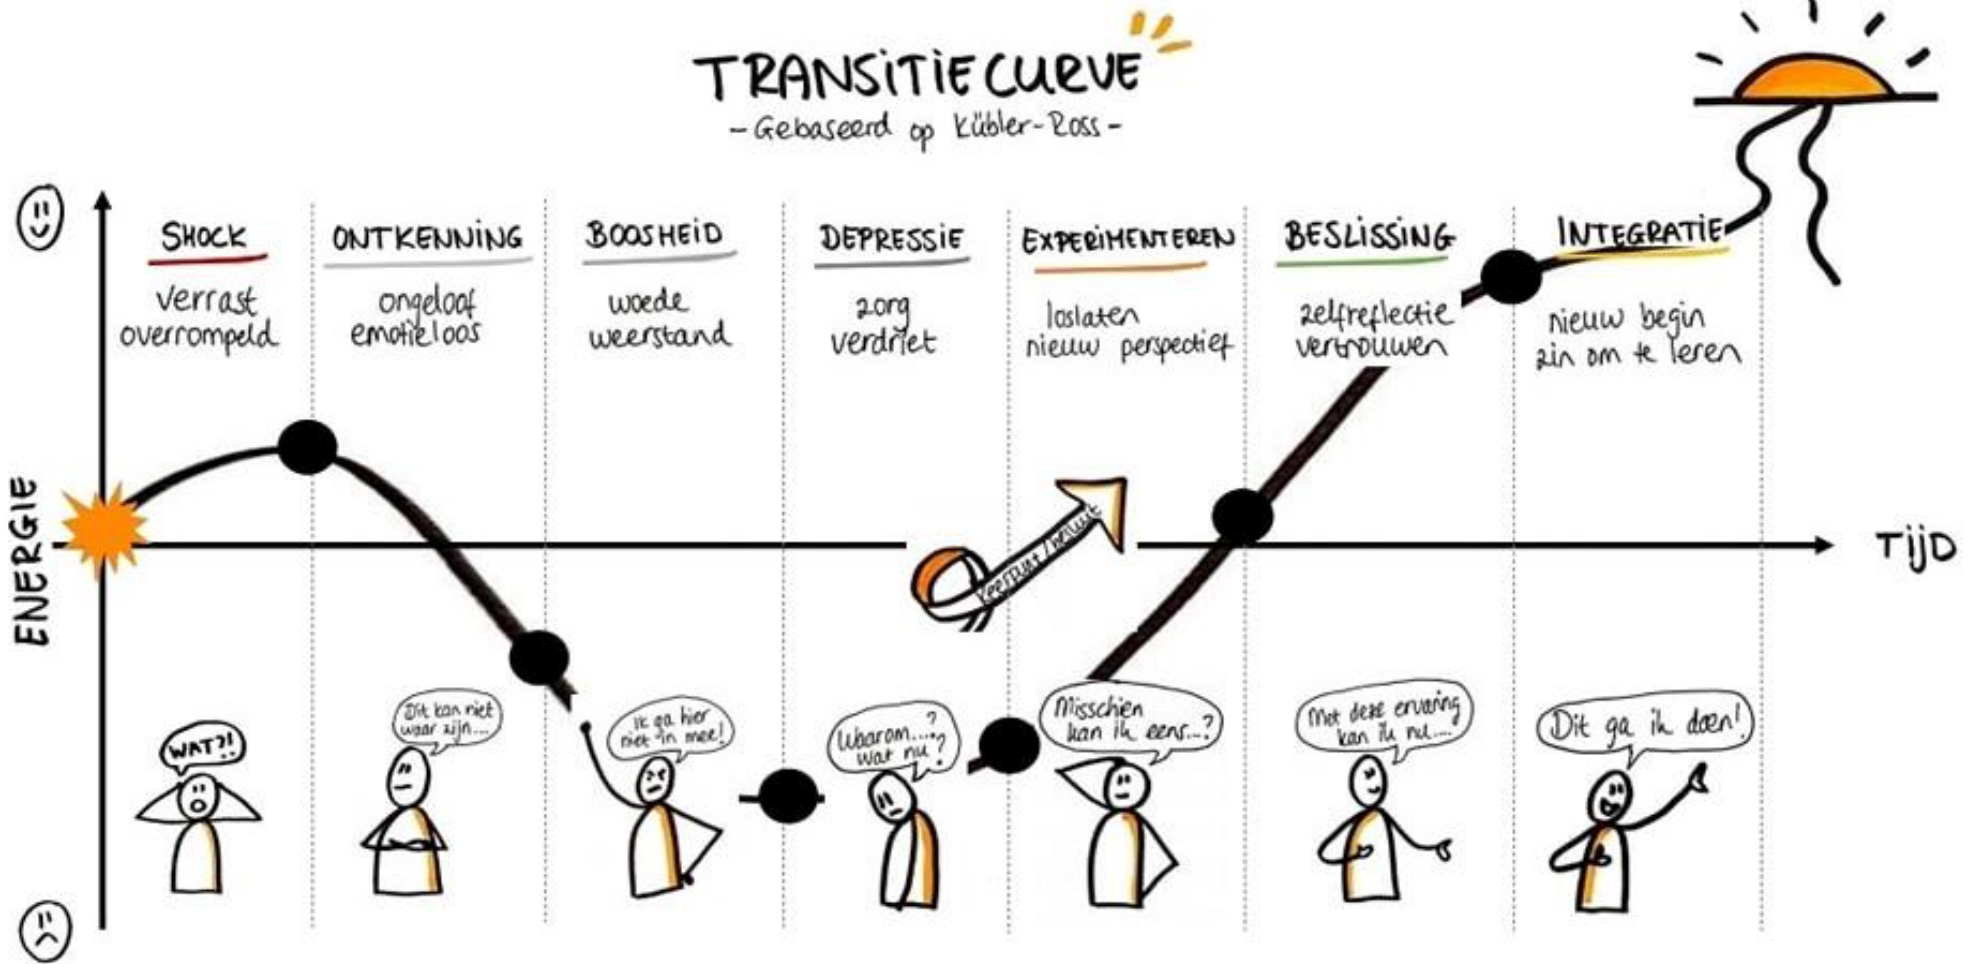 TRANSITIECURVE
- Gebaseerd op Kübler-Ross -
SHOCK
verrast
overrompeld
ONTKENNING
ongeloof
emotieloos
BOOSHEID
woede
weerstand
DEPRESSIE
zorg
verdriet
EXPERIMENTEREN
loslaten
nieuw perspectief
BESLISSING
zelfreflectie
vertrouwen
INTEGRATIE
nieuw begin
zin om te leren
ENERGIE
TIJD
keerpunt/besluit
WAT?!
Dit kan niet
waar zijn...
Ik ga hier
niet in mee!
Waarom....?
Wat nu?
Misschien
kan ik eens...?
Met deze ervaring
kan ik nu....
Dit ga ik doen!